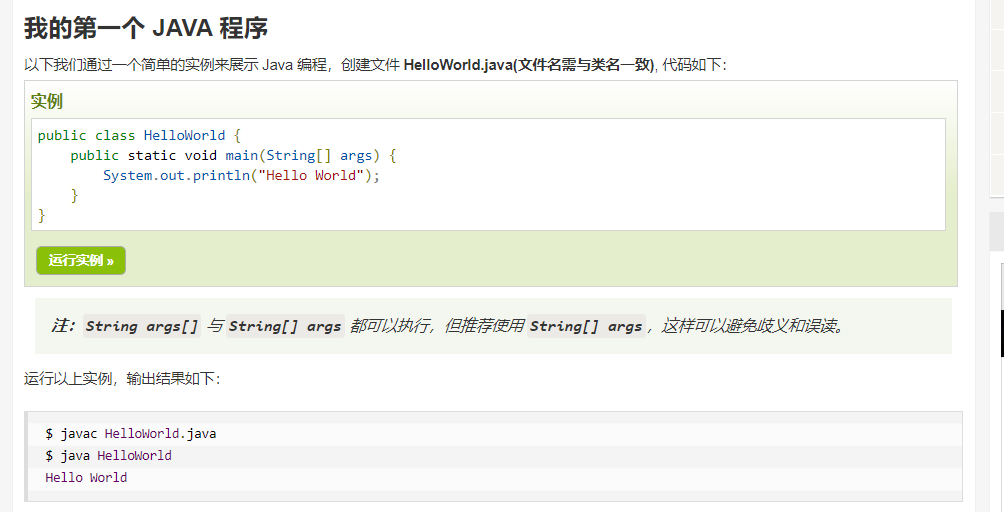 我的第一个 JAVA 程序
以下我们通过一个简单的实例来展示 Java 编程，创建文件 HelloWorld.java(文件名需与类名一致), 代码如下：
实例
public class HelloWorld {
    public static void main(String[] args) {
        System.out.println("Hello World");
    }
}
运行实例 »
注：String args[] 与 String[] args 都可以执行，但推荐使用 String[] args，这样可以避免歧义和误读。
运行以上实例，输出结果如下：
$ javac HelloWorld.java
$ java HelloWorld
Hello World